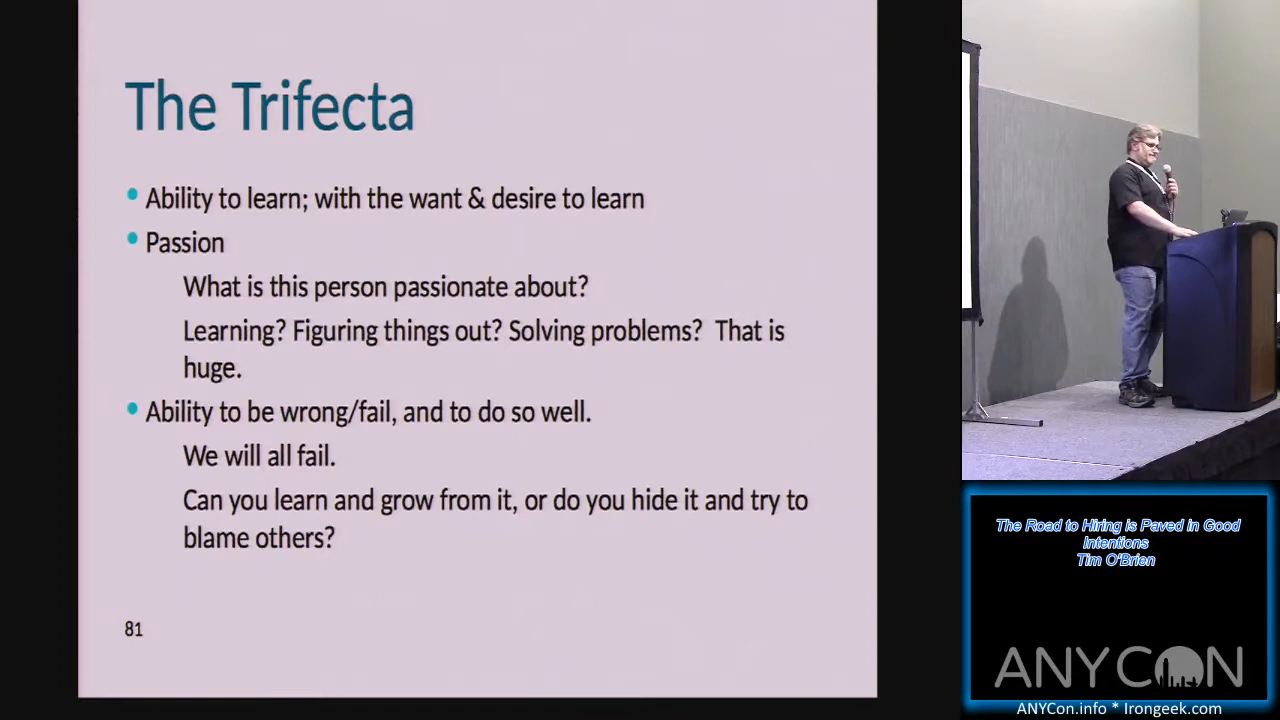 The Trifecta
Ability to learn; with the want & desire to learn
Passion
What is this person passionate about?
Learning? Figuring things out? Solving problems?  That is
huge.
Ability to be wrong/fail, and to do so well.
We will all fail.
Can you learn and grow from it, or do you hide it and try to
blame others?
81
The Road to Hiring is Paved in Good
Intentions
Tim O'Brien
ANYCON
ANYCon.info * Irongeek.com